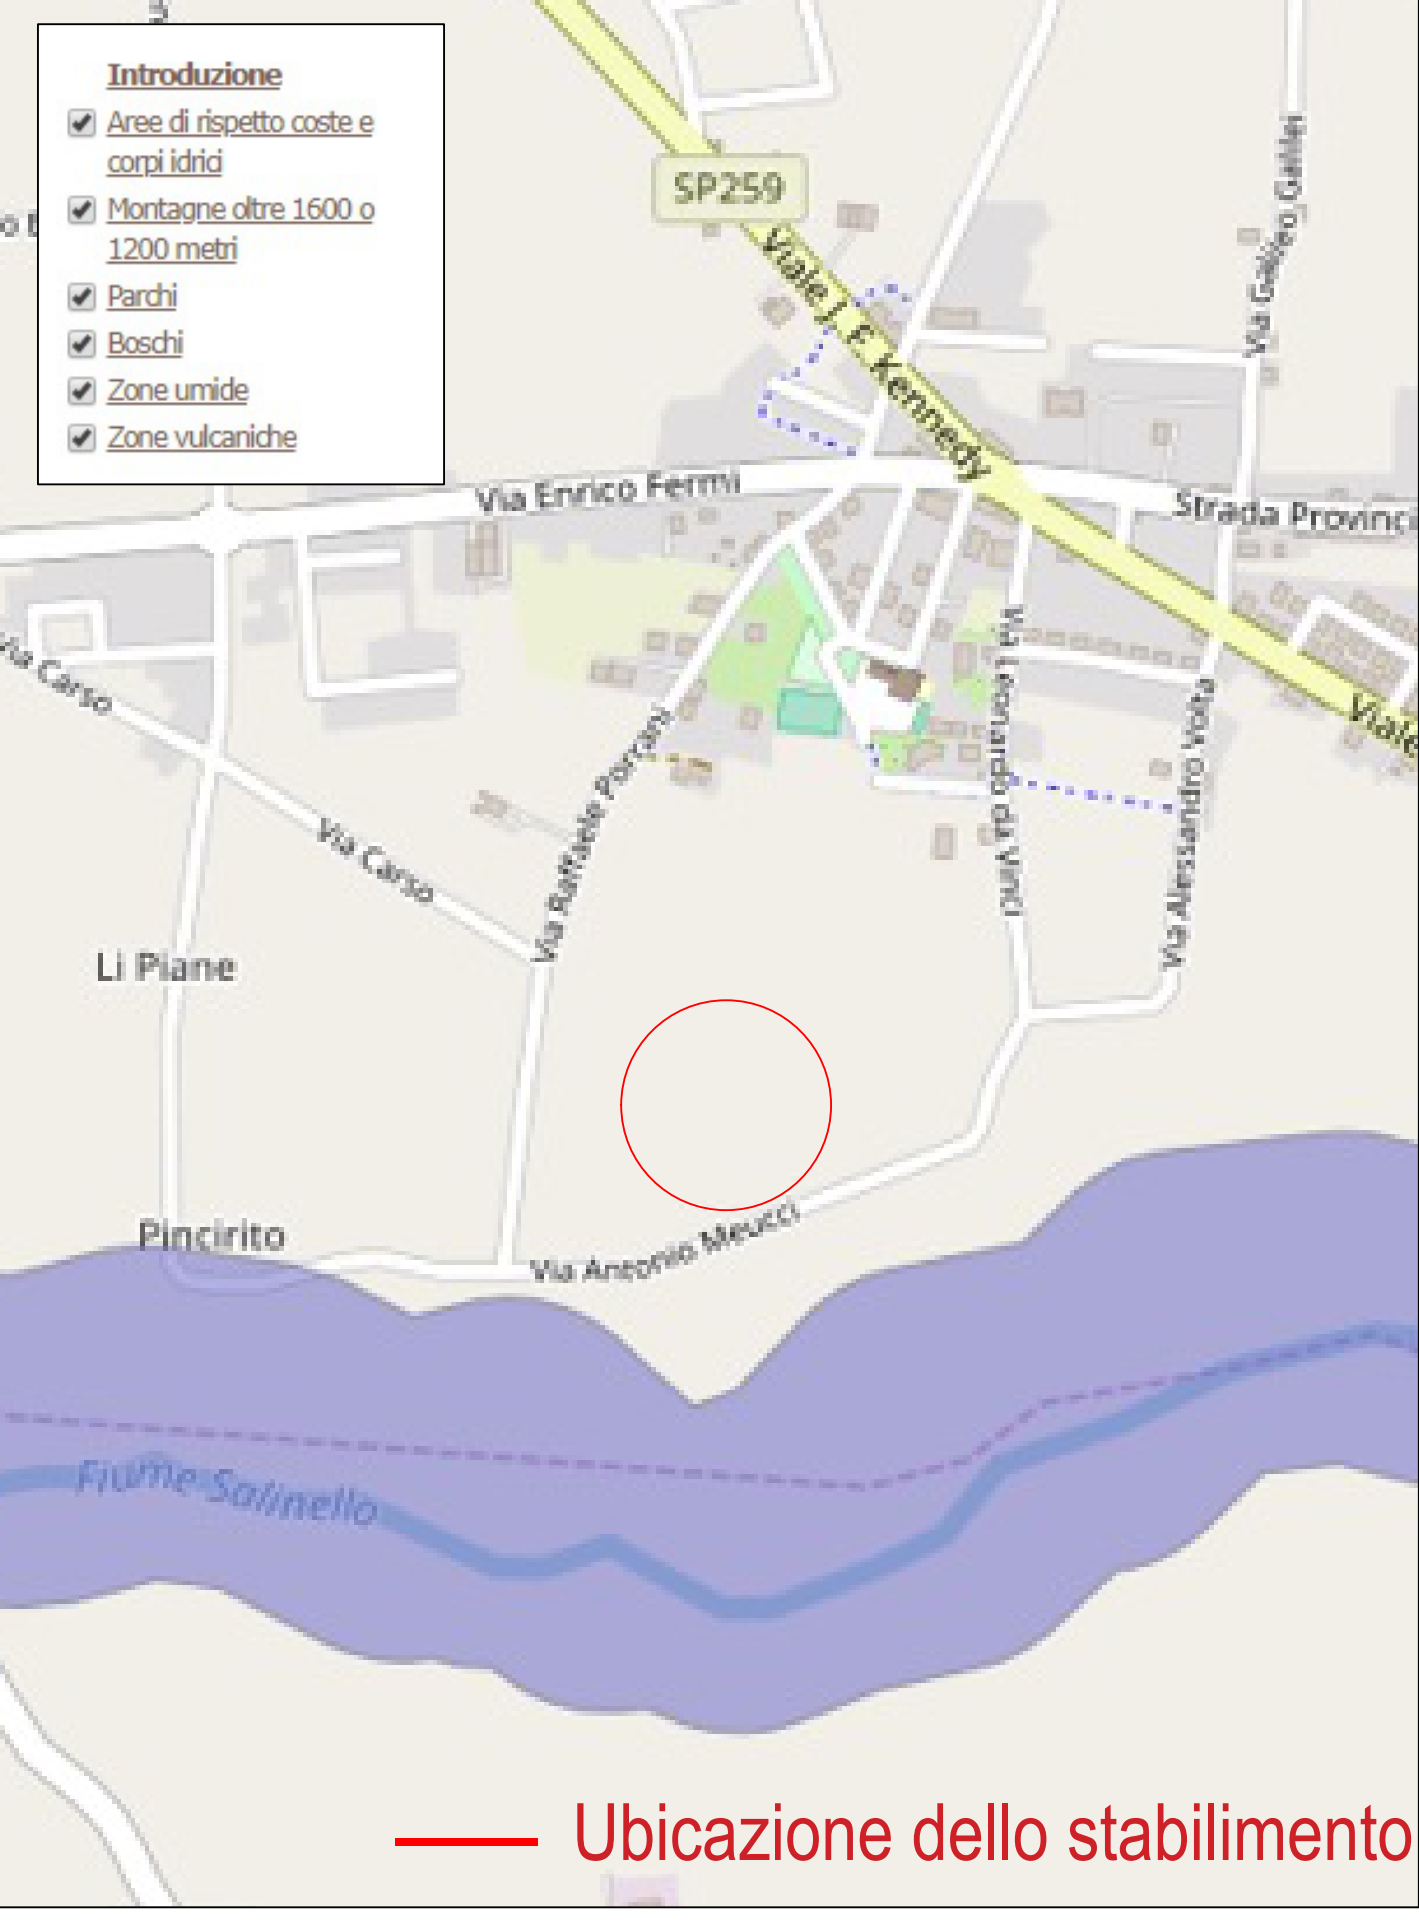 Introduzione
Aree di rispetto coste e
corpi idrici
Montagne oltre 1600 o
1200 metri
Parchi
Boschi
Zone umide
Zone vulcaniche
SP259
Viale J. F. Kennedy
Via Galileo Galilei
Via Enrico Fermi
Strada Provinci
Via Carso
Viale
Via Leonardo da Vinci
Via Alessandro Volta
Via Raffaele Porrani
Via Carso
Li Piane
Pincirito
Via Antonio Meucci
Fiume Salinello
Ubicazione dello stabilimento